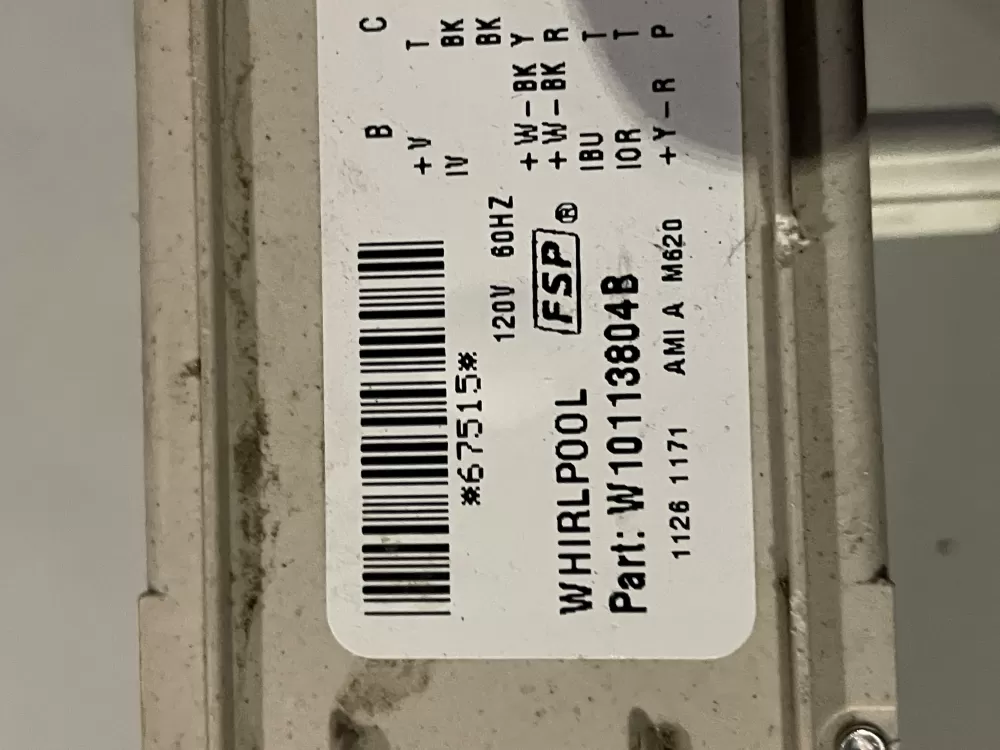 C
B
+V T
IV BK
BK
+W-BK Y
+W-BK R
IBU T
IOR T
+Y-R P
*67515*
120V 60HZ
FSP®
WHIRLPOOL
Part: W10113804B
1126 1171 AMI A M620